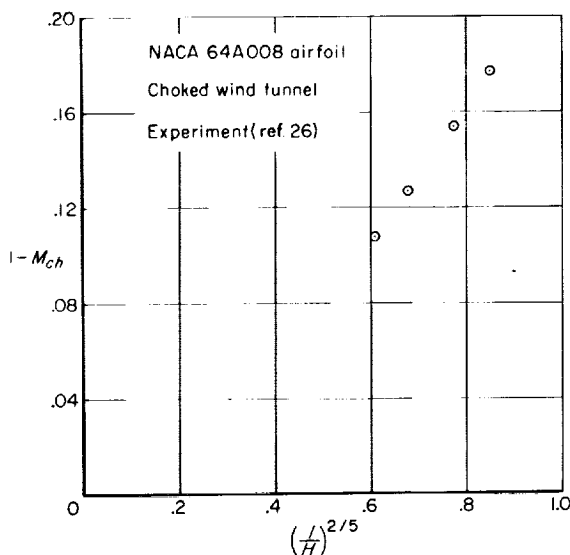 .20
NACA 64A008 airfoil
Choked wind tunnel
Experiment (ref. 26)
.16
.12
1-M_ch
.08
.04
0
0 .2 .4 .6 .8 1.0
(l/H)^2/5